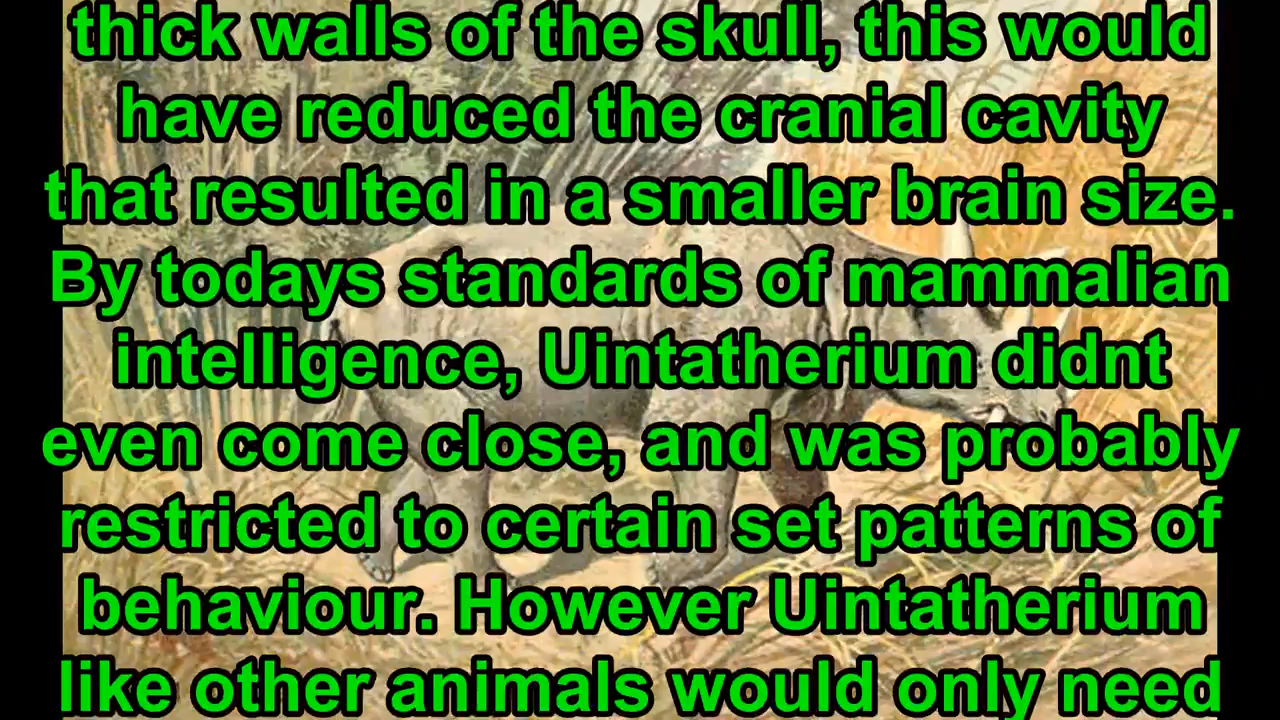 thick walls of the skull, this would
have reduced the cranial cavity
that resulted in a smaller brain size.
By todays standards of mammalian
intelligence, Uintatherium didnt
even come close, and was probably
restricted to certain set patterns of
behaviour. However Uintatherium
like other animals would only need